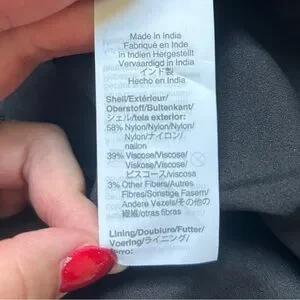 Made in India
Fabriqué en Inde
in Indien Hergestellt
Vervaardigd in India
インド製
Hecho en India
Shell/Extérieur/
Oberstoff/Buitenkant/
シェル/tela exterior:
58% Nylon/Nylon/Nylon/
Nylon/ナイロン/
nailon
39% Viscose/Viscose/
Viskose/Viscose/
ビスコース/viscosa
3% Other Fibers/Autres
Fibres/Sonstige Fasern/
Andere Vezels/その他の
繊維/otras fibras
Lining/Doublure/Futter/
Voering/ライニング/
forro: